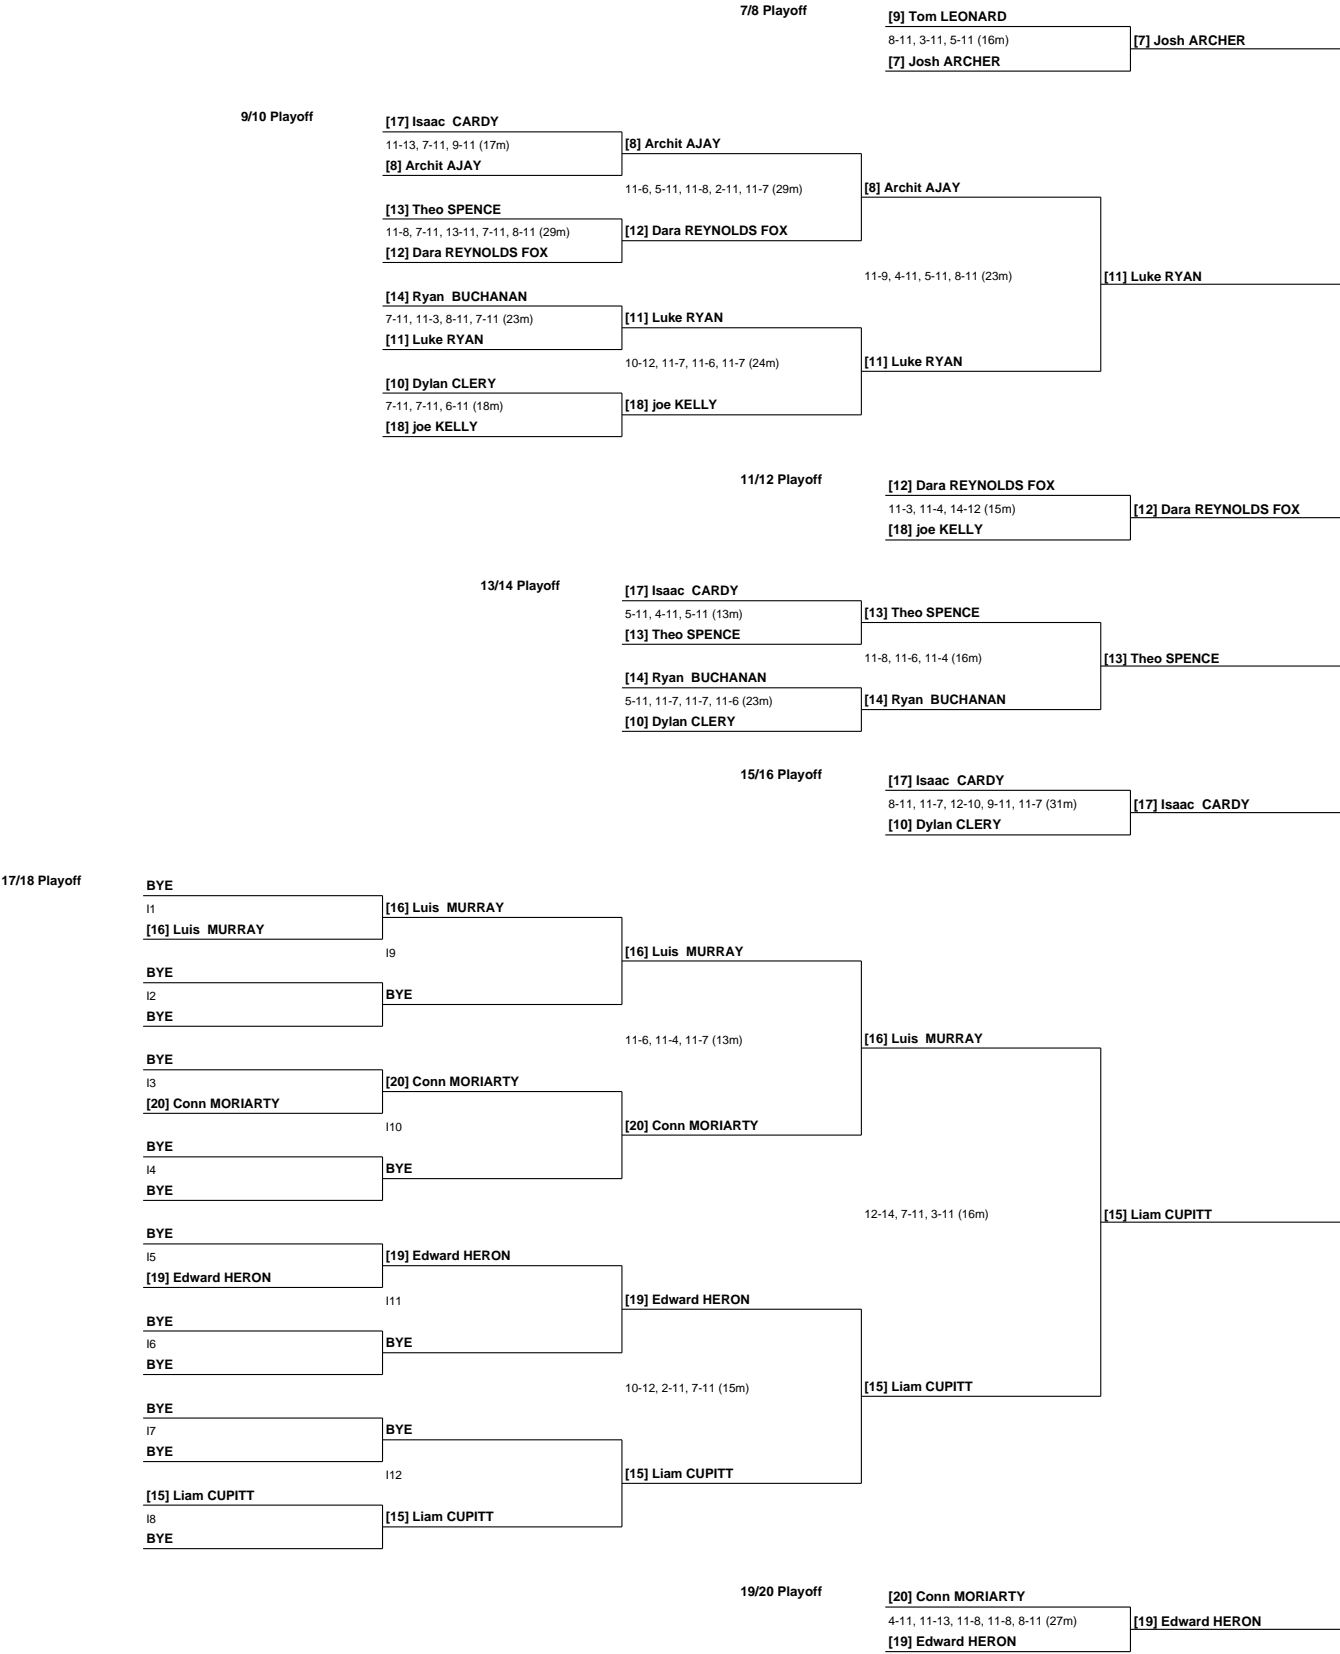 7/8 Playoff
[9] Tom LEONARD
8-11, 3-11, 5-11 (16m)
[7] Josh ARCHER
[7] Josh ARCHER
9/10 Playoff
[17] Isaac CARDY
11-13, 7-11, 9-11 (17m)
[8] Archit AJAY
[8] Archit AJAY
11-6, 5-11, 11-8, 2-11, 11-7 (29m)
[8] Archit AJAY
[13] Theo SPENCE
11-8, 7-11, 13-11, 7-11, 8-11 (29m)
[12] Dara REYNOLDS FOX
[12] Dara REYNOLDS FOX
11-9, 4-11, 5-11, 8-11 (23m)
[11] Luke RYAN
[14] Ryan BUCHANAN
7-11, 11-3, 8-11, 7-11 (23m)
[11] Luke RYAN
[11] Luke RYAN
10-12, 11-7, 11-6, 11-7 (24m)
[11] Luke RYAN
[10] Dylan CLERY
7-11, 7-11, 6-11 (18m)
[18] joe KELLY
[18] joe KELLY
11/12 Playoff
[12] Dara REYNOLDS FOX
11-3, 11-4, 14-12 (15m)
[12] Dara REYNOLDS FOX
[18] joe KELLY
13/14 Playoff
[17] Isaac CARDY
5-11, 4-11, 5-11 (13m)
[13] Theo SPENCE
[13] Theo SPENCE
11-8, 11-6, 11-4 (16m)
[13] Theo SPENCE
[14] Ryan BUCHANAN
5-11, 11-7, 11-7, 11-6 (23m)
[14] Ryan BUCHANAN
[10] Dylan CLERY
15/16 Playoff
[17] Isaac CARDY
8-11, 11-7, 12-10, 9-11, 11-7 (31m)
[17] Isaac CARDY
[10] Dylan CLERY
17/18 Playoff
BYE
I1
[16] Luis MURRAY
[16] Luis MURRAY
I9
[16] Luis MURRAY
BYE
I2
BYE
BYE
11-6, 11-4, 11-7 (13m)
[16] Luis MURRAY
BYE
I3
[20] Conn MORIARTY
[20] Conn MORIARTY
I10
[20] Conn MORIARTY
BYE
I4
BYE
BYE
12-14, 7-11, 3-11 (16m)
[15] Liam CUPITT
BYE
I5
[19] Edward HERON
[19] Edward HERON
I11
[19] Edward HERON
BYE
I6
BYE
BYE
10-12, 2-11, 7-11 (15m)
[15] Liam CUPITT
BYE
I7
BYE
BYE
I12
[15] Liam CUPITT
[15] Liam CUPITT
I8
[15] Liam CUPITT
BYE
19/20 Playoff
[20] Conn MORIARTY
4-11, 11-13, 11-8, 11-8, 8-11 (27m)
[19] Edward HERON
[19] Edward HERON